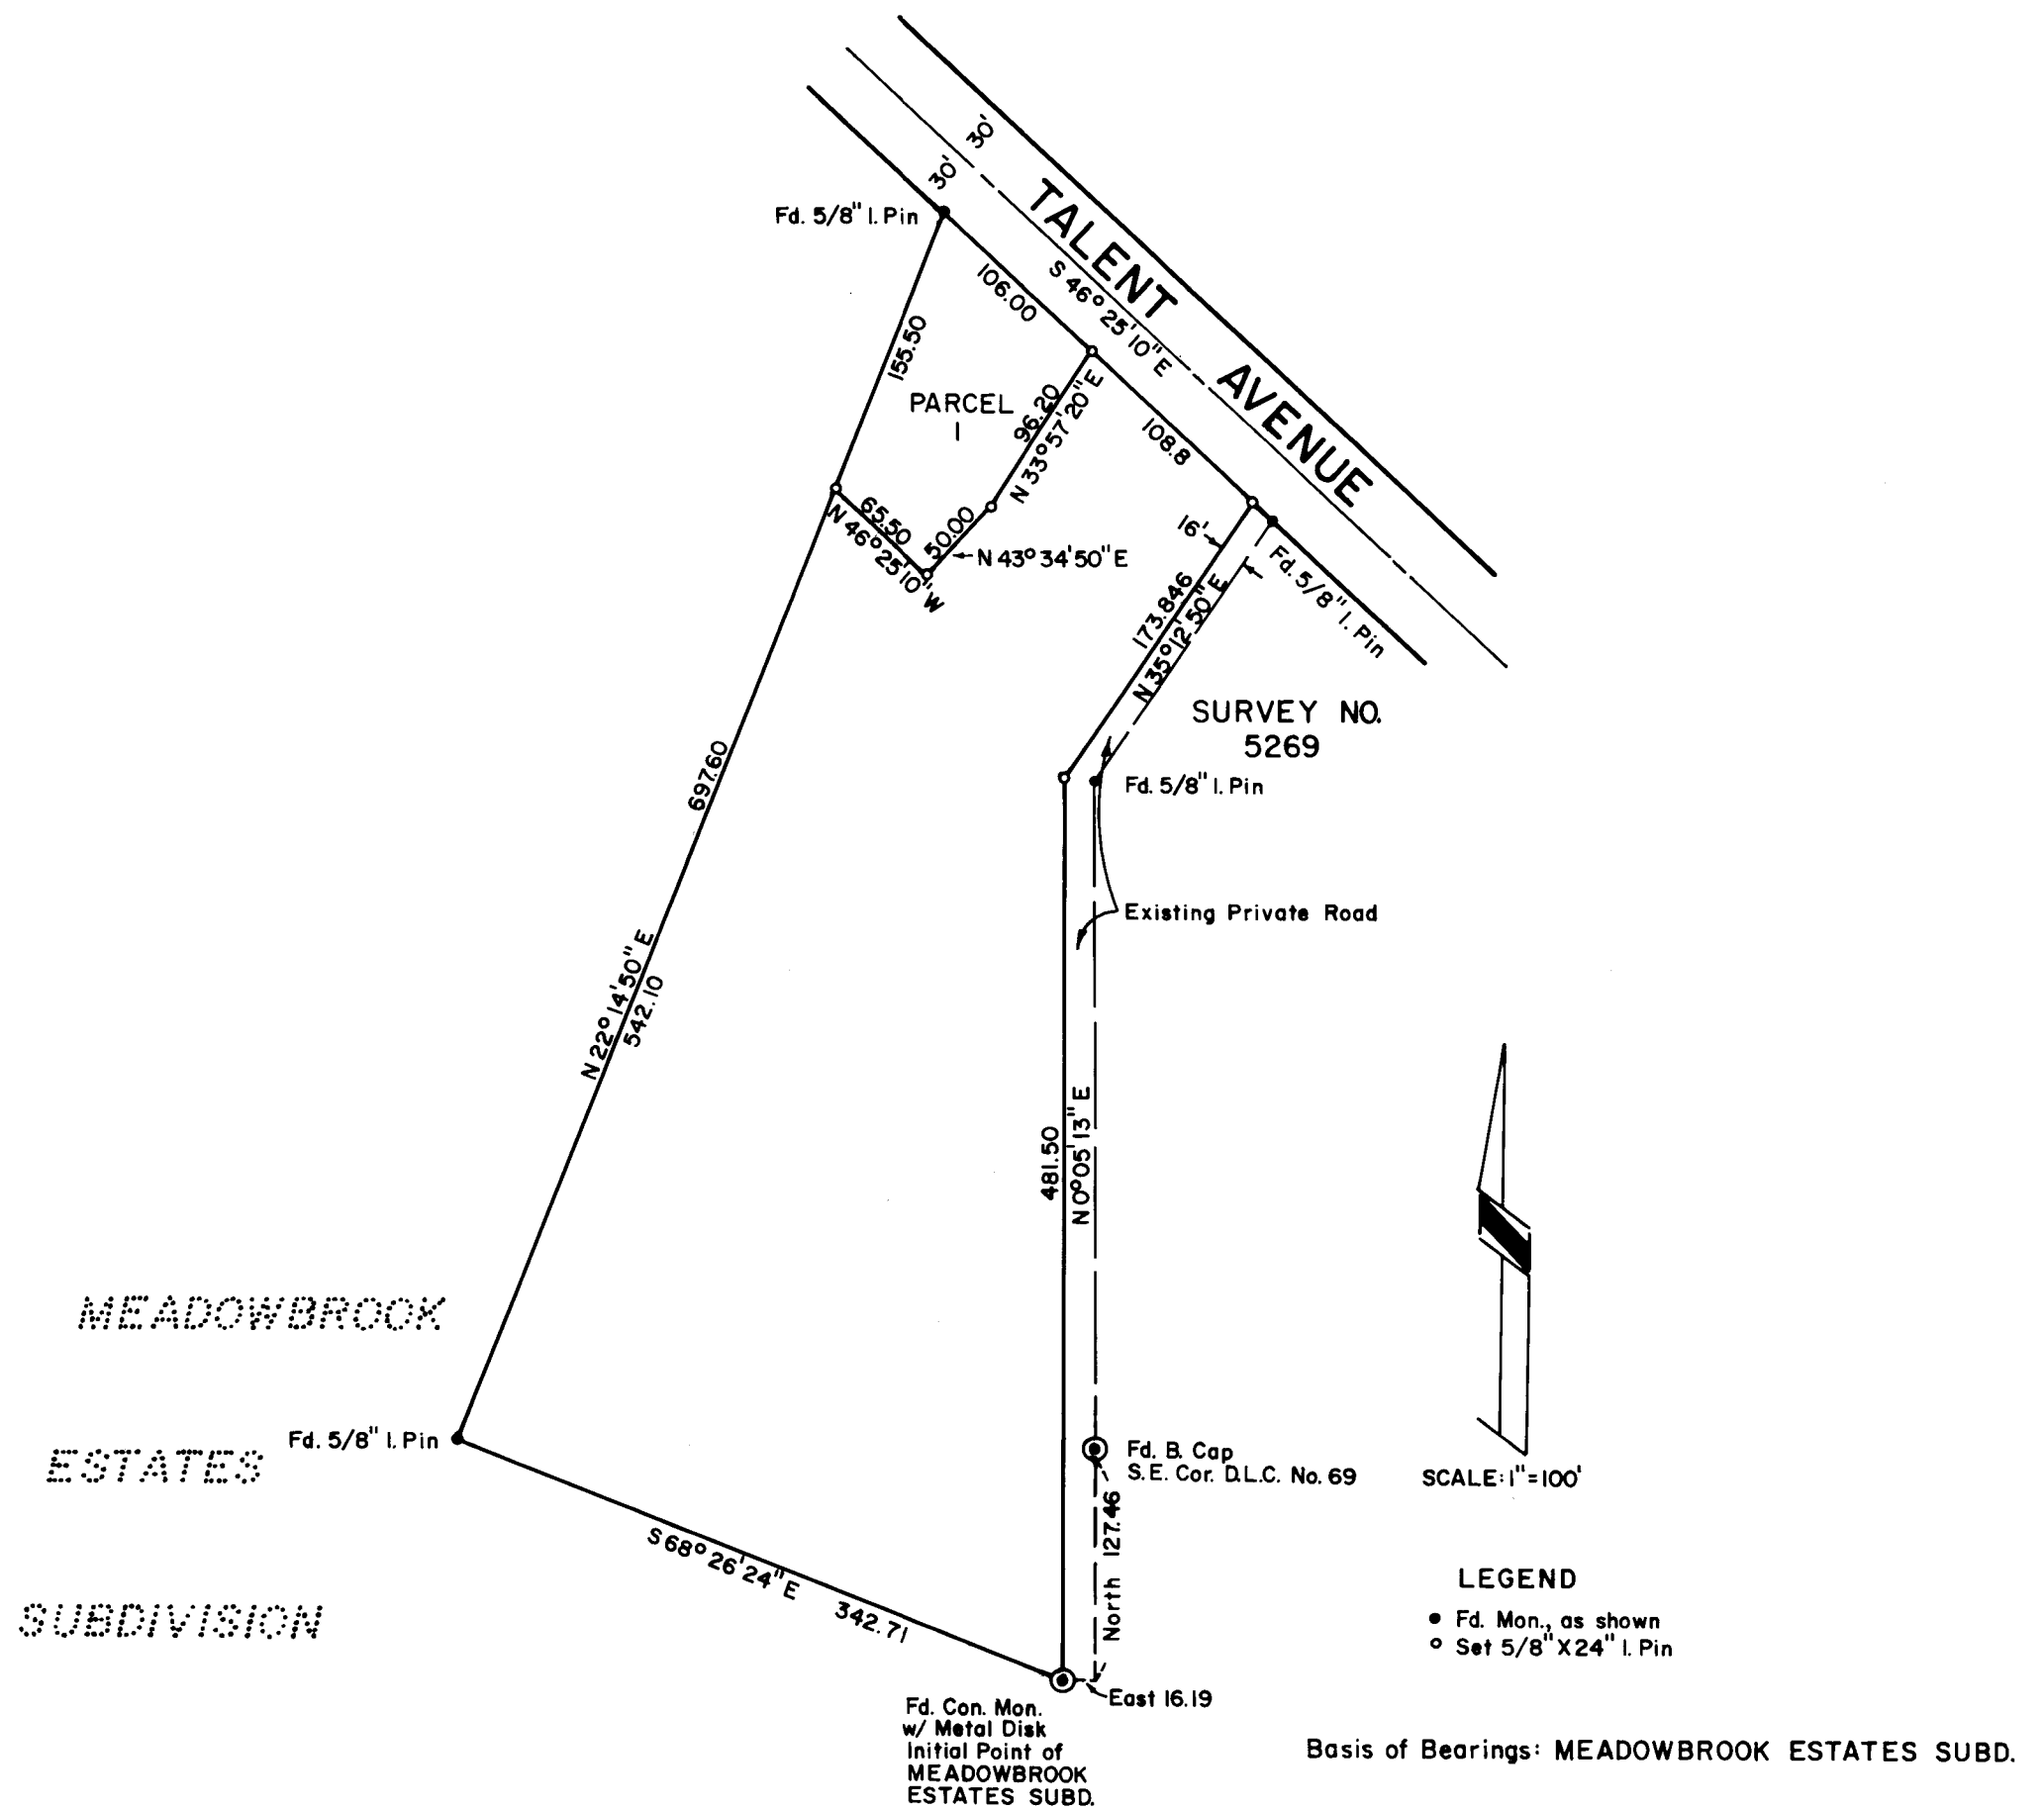 30'
30'
TALENT AVENUE
S 46° 25' 10" E
Fd. 5/8" I. Pin
106.00
155.50
PARCEL
1
96.20
N 33° 57' 20" E
108.8
65.50
N 46° 25' 10" W
50.00
N 43° 34' 50" E
16'
Fd. 5/8" I. Pin
173.846
N 35° 12' 50" E
SURVEY NO.
5269
Fd. 5/8" I. Pin
697.60
Existing Private Road
N 22° 14' 50" E
542.10
481.50
N 0° 05' 13" E
MEADOWBROOK
ESTATES
SUBDIVISION
Fd. 5/8" I. Pin
Fd. B. Cap
S.E. Cor. D.L.C. No. 69
SCALE: 1" = 100'
S 68° 26' 24" E 342.71
North 127.46
East 16.19
LEGEND
● Fd. Mon., as shown
○ Set 5/8" X 24" I. Pin
Fd. Con. Mon.
w/ Metal Disk
Initial Point of
MEADOWBROOK
ESTATES SUBD.
Basis of Bearings: MEADOWBROOK ESTATES SUBD.